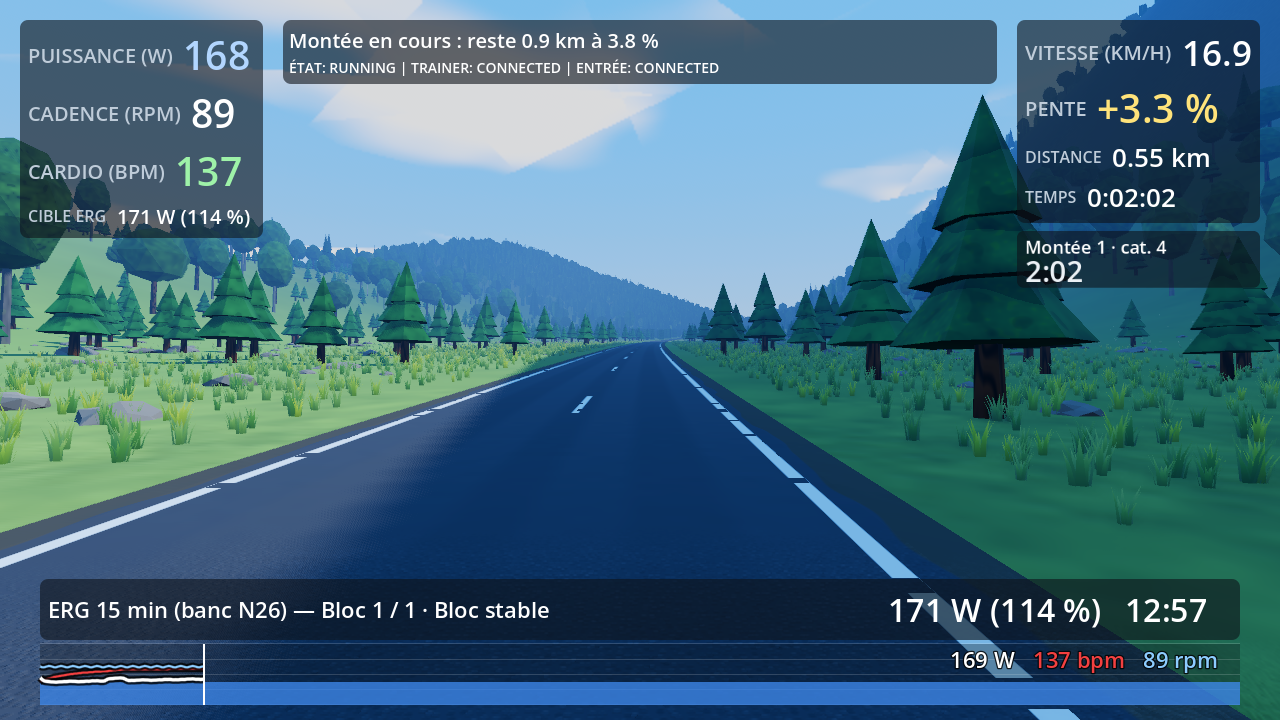 PUISSANCE (W) 168
CADENCE (RPM) 89
CARDIO (BPM) 137
CIBLE ERG 171 W (114 %)
Montée en cours : reste 0.9 km à 3.8 %
ÉTAT: RUNNING | TRAINER: CONNECTED | ENTRÉE: CONNECTED
VITESSE (KM/H) 16.9
PENTE +3.3 %
DISTANCE 0.55 km
TEMPS 0:02:02
Montée 1 · cat. 4
2:02
ERG 15 min (banc N26) — Bloc 1 / 1 · Bloc stable 171 W (114 %) 12:57
169 W 137 bpm 89 rpm